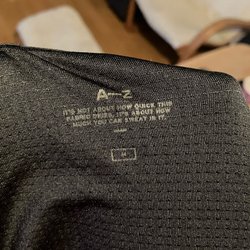 A—Z
IT'S NOT ABOUT HOW QUICK THIS
FABRIC DRIES. IT'S ABOUT HOW
MUCH YOU CAN SWEAT IN IT.